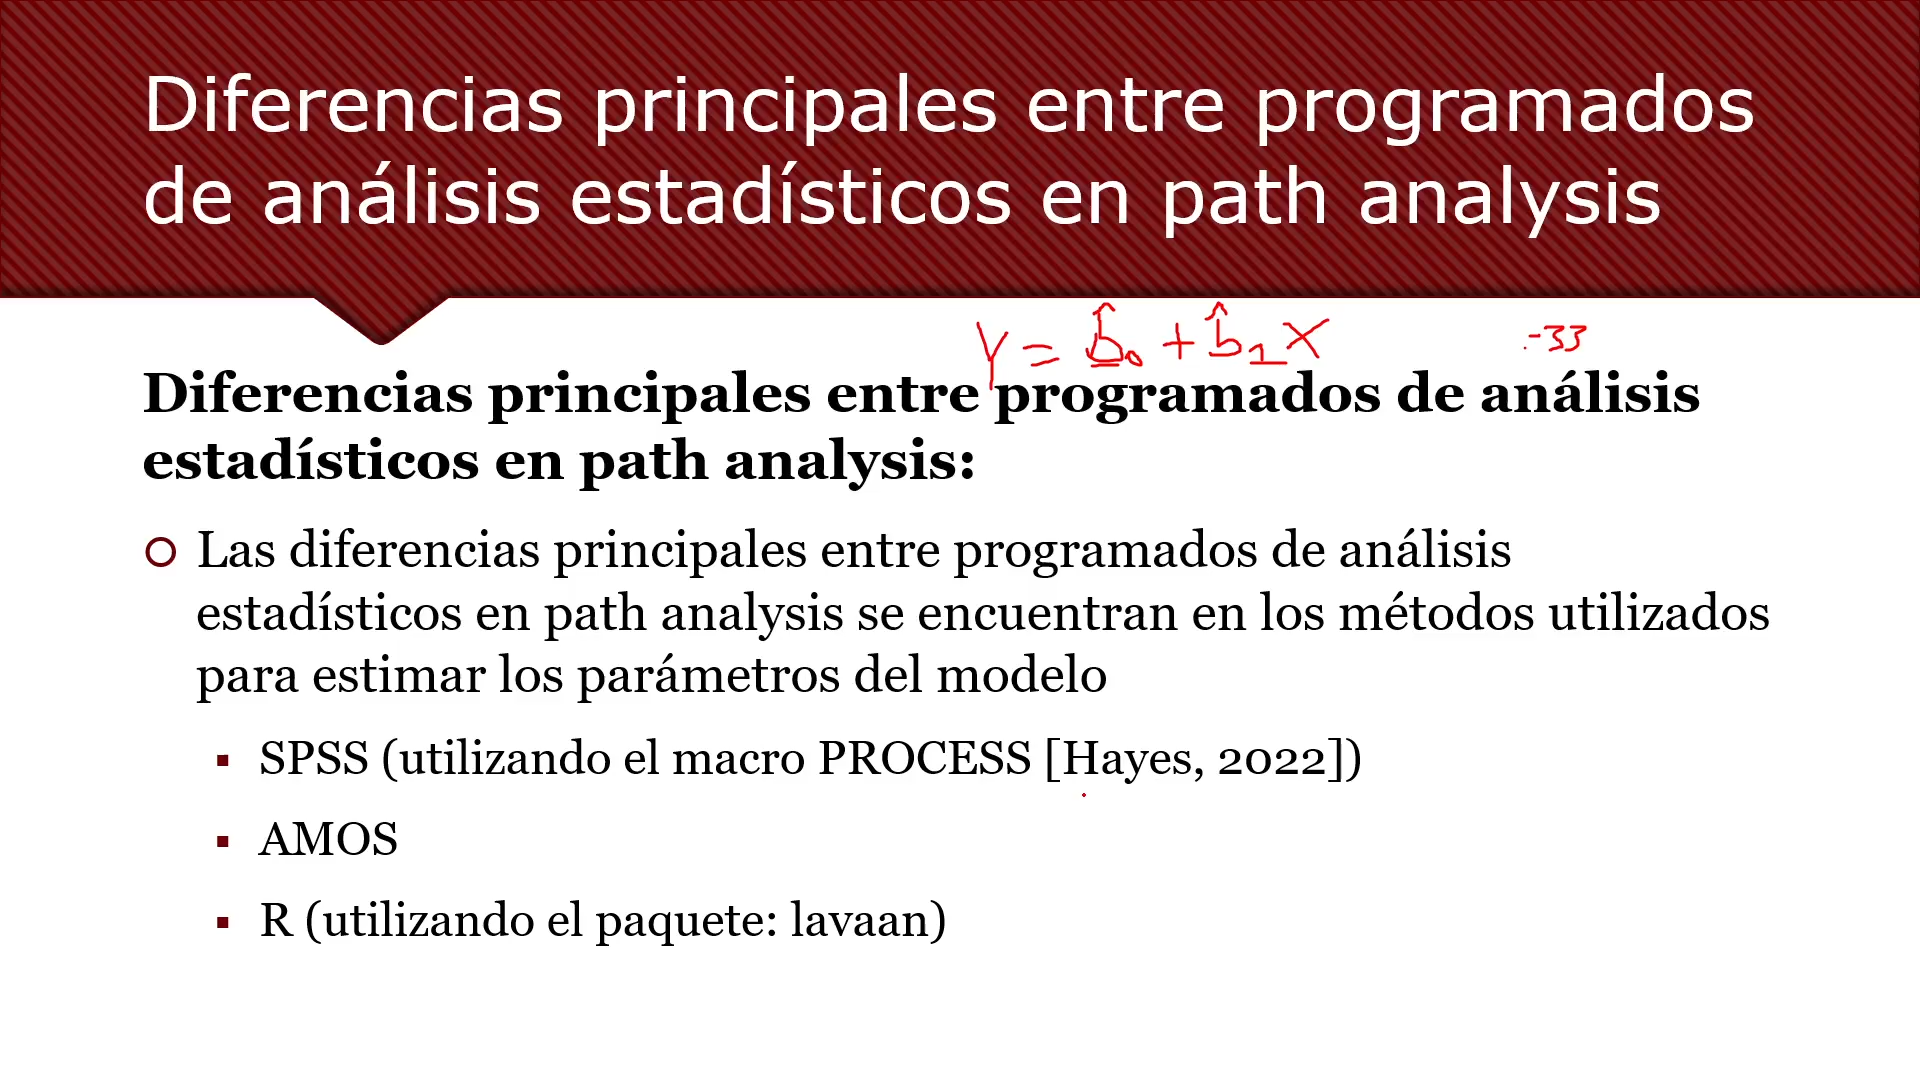 Diferencias principales entre programados
de análisis estadísticos en path analysis
Y = b̂₀ + b̂₁X
-33
Diferencias principales entre programados de análisis
estadísticos en path analysis:
Las diferencias principales entre programados de análisis
estadísticos en path analysis se encuentran en los métodos utilizados
para estimar los parámetros del modelo
SPSS (utilizando el macro PROCESS [Hayes, 2022])
AMOS
R (utilizando el paquete: lavaan)